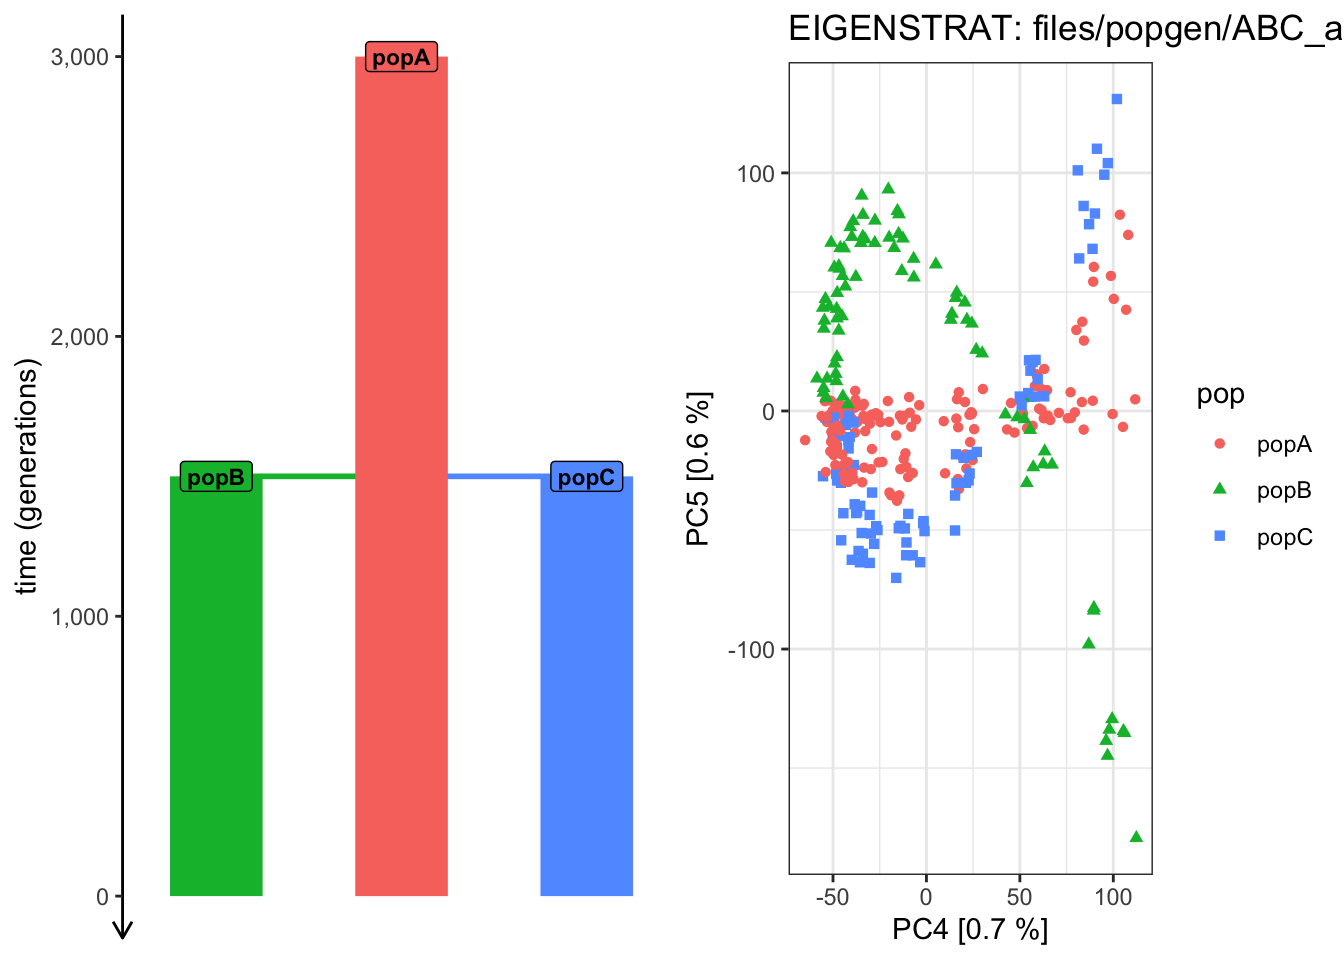 time (generations)
3,000
2,000
1,000
0
popA
popB
popC
EIGENSTRAT: files/popgen/ABC_a
PC5 [0.6 %]
100
0
-100
-50
0
50
100
PC4 [0.7 %]
pop
popA
popB
popC